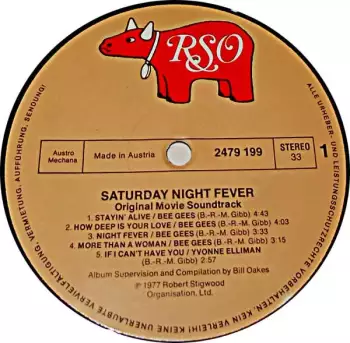 RSO
Austro
Mechana
Made in Austria
2479 199
STEREO
33
1
SATURDAY NIGHT FEVER
Original Movie Soundtrack
1. STAYIN' ALIVE / BEE GEES (B.-R.-M. Gibb) 4:43
2. HOW DEEP IS YOUR LOVE / BEE GEES (B.-R.-M. Gibb) 4:03
3. NIGHT FEVER / BEE GEES (B.-R.-M. Gibb) 3:33
4. MORE THAN A WOMAN / BEE GEES (B.-R.-M. Gibb) 3:15
5. IF I CAN'T HAVE YOU / YVONNE ELLIMAN
(B.-R.-M. Gibb) 2:57
Album Supervision and Compilation by Bill Oakes
℗ 1977 Robert Stigwood
Organisation, Ltd.
ALLE URHEBER- UND LEISTUNGSSCHUTZRECHTE VORBEHALTEN. KEIN VERLEIH! KEINE UNERLAUBTE VERVIELFÄLTIGUNG, VERMIETUNG, AUFFÜHRUNG, SENDUNG!